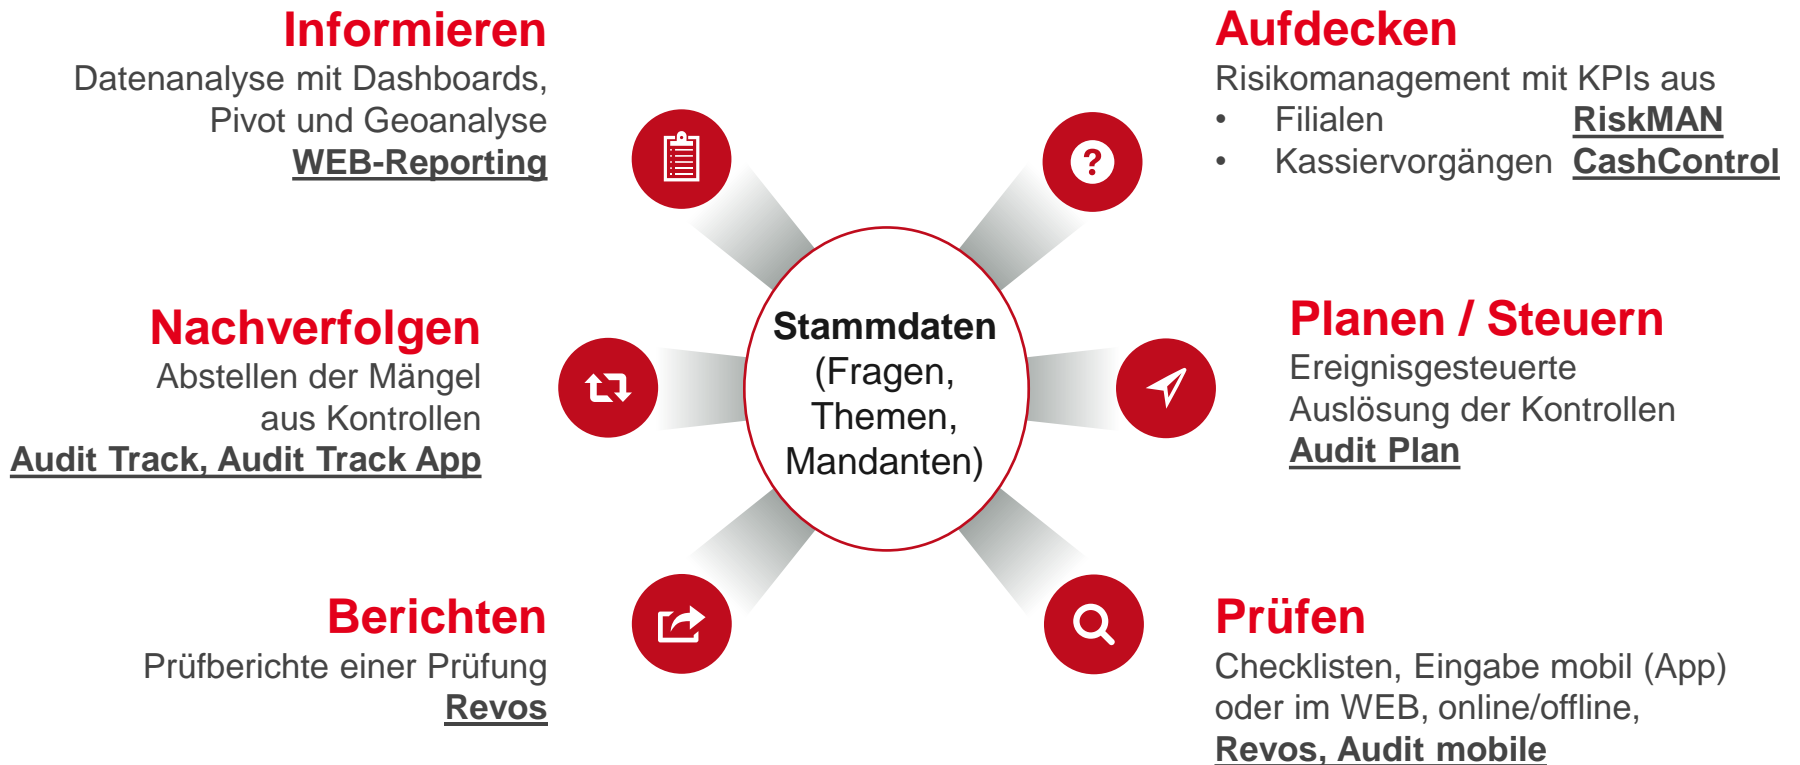 Informieren
Datenanalyse mit Dashboards,
Pivot und Geoanalyse
WEB-Reporting
Aufdecken
Risikomanagement mit KPIs aus
• Filialen RiskMAN
• Kassiervorgängen CashControl
Nachverfolgen
Abstellen der Mängel
aus Kontrollen
Audit Track, Audit Track App
Stammdaten
(Fragen,
Themen,
Mandanten)
Planen / Steuern
Ereignisgesteuerte
Auslösung der Kontrollen
Audit Plan
Berichten
Prüfberichte einer Prüfung
Revos
Prüfen
Checklisten, Eingabe mobil (App)
oder im WEB, online/offline,
Revos, Audit mobile